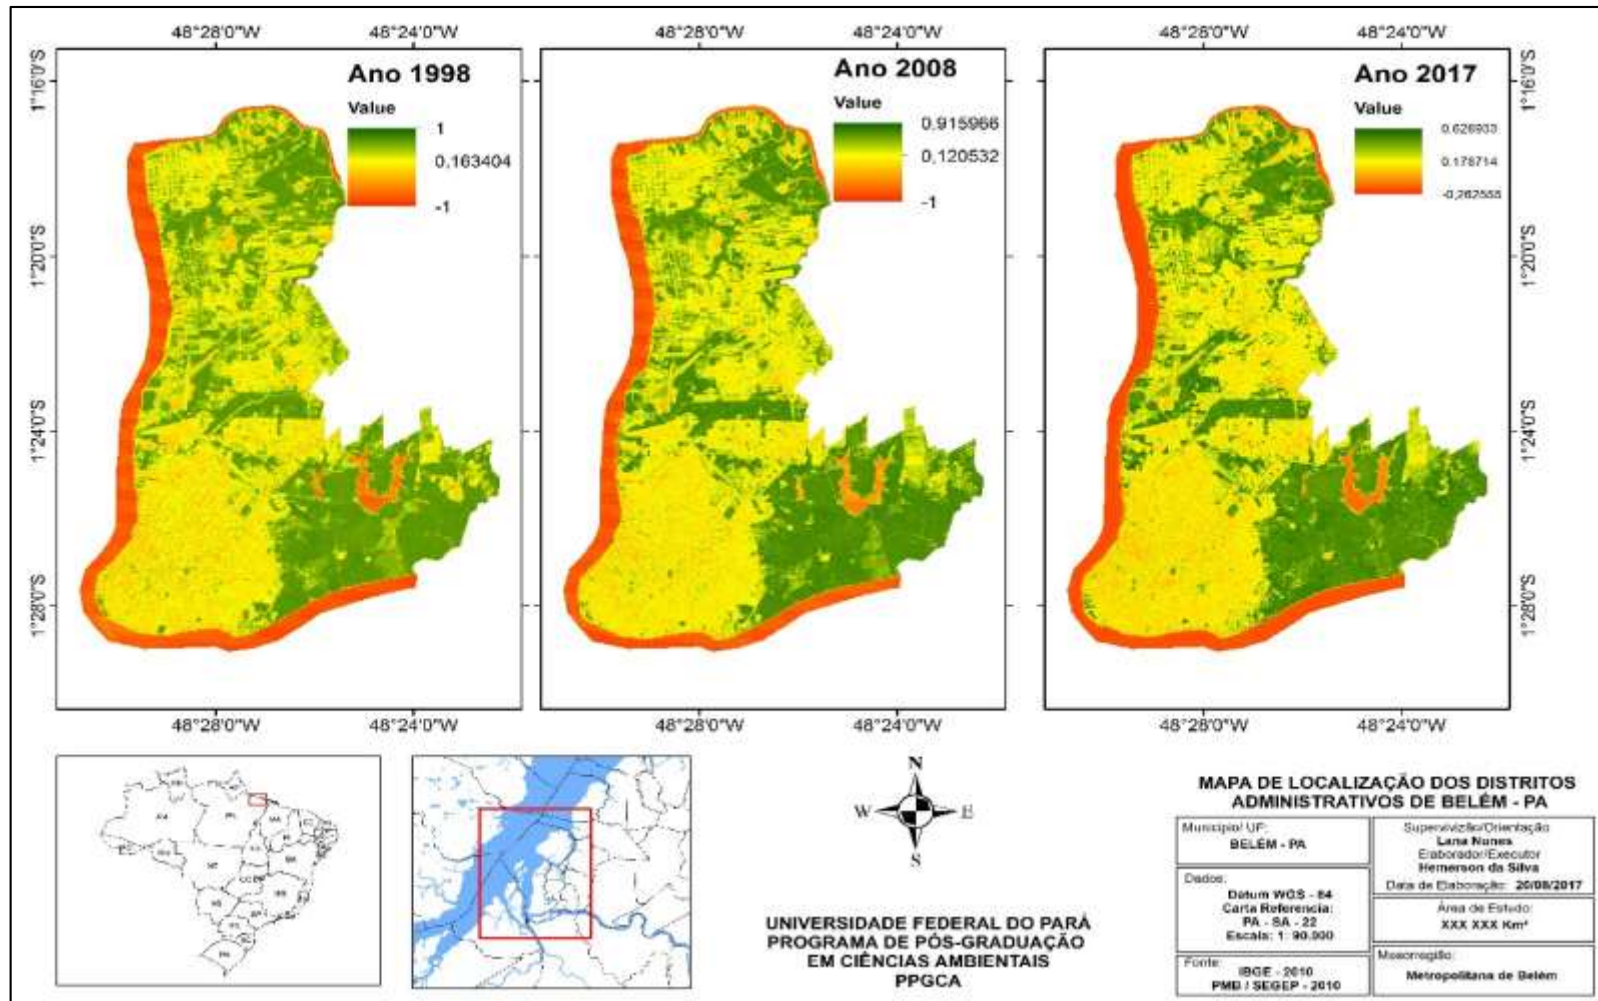 48°28'0"W 48°24'0"W 48°28'0"W 48°24'0"W 48°28'0"W 48°24'0"W
Ano 1998
Value
1
0,163404
-1
Ano 2008
Value
0,915966
0,120532
-1
Ano 2017
Value
0,178714
1°16'0"S
1°20'0"S
1°24'0"S
1°28'0"S
1°16'0"S
1°20'0"S
1°24'0"S
1°28'0"S
48°28'0"W 48°24'0"W 48°28'0"W 48°24'0"W 48°28'0"W 48°24'0"W
N
W E
S
UNIVERSIDADE FEDERAL DO PARÁ
PROGRAMA DE PÓS-GRADUAÇÃO
EM CIÊNCIAS AMBIENTAIS
PPGCA
MAPA DE LOCALIZAÇÃO DOS DISTRITOS
ADMINISTRATIVOS DE BELÉM - PA
Município/ UF:
BELÉM - PA
Dados:
Datum WGS - 84
Carta Referencia:
PA - SA - 22
Escala: 1: 90.000
Fonte:
IBGE - 2010
PMB / SEGEP - 2010
Lana Nunes
Elaborador/Executor
Hemerson da Silva
Data de Elaboração: 20/08/2017
Área de Estudo:
XXX XXX Km²
Mesorregião:
Metropolitana de Belém